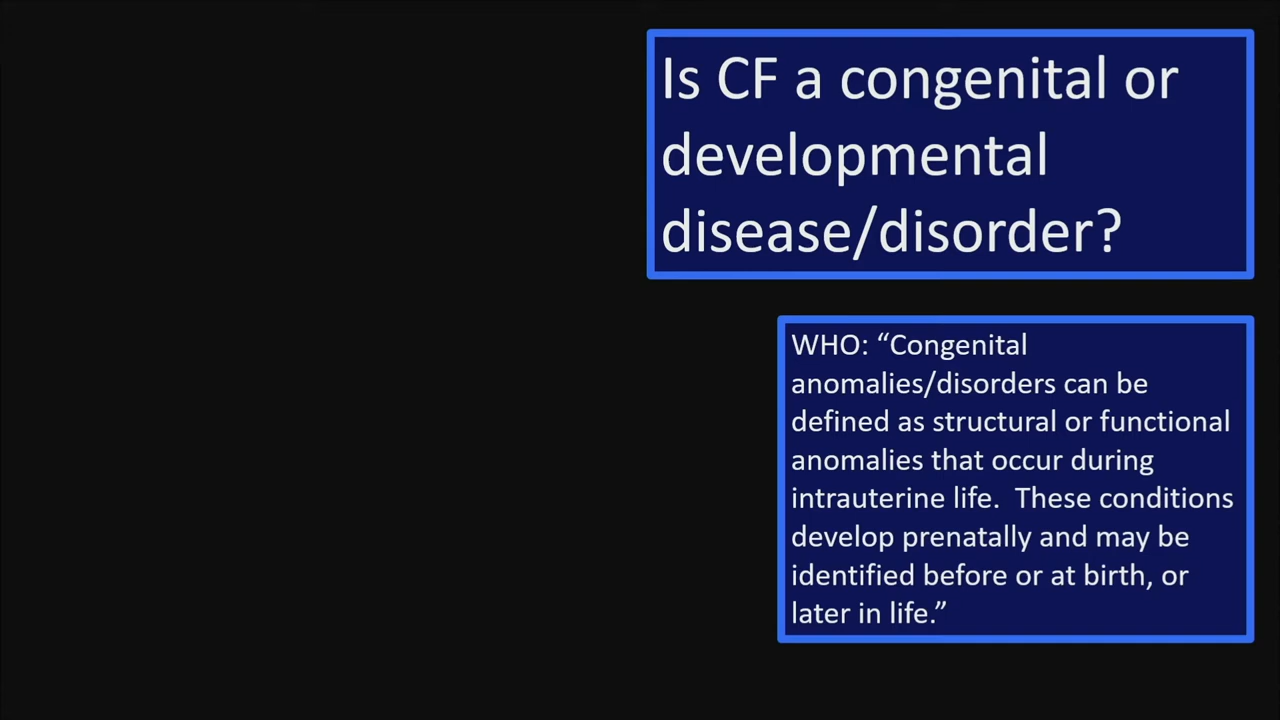 Is CF a congenital or
developmental
disease/disorder?
WHO: “Congenital
anomalies/disorders can be
defined as structural or functional
anomalies that occur during
intrauterine life.  These conditions
develop prenatally and may be
identified before or at birth, or
later in life.”